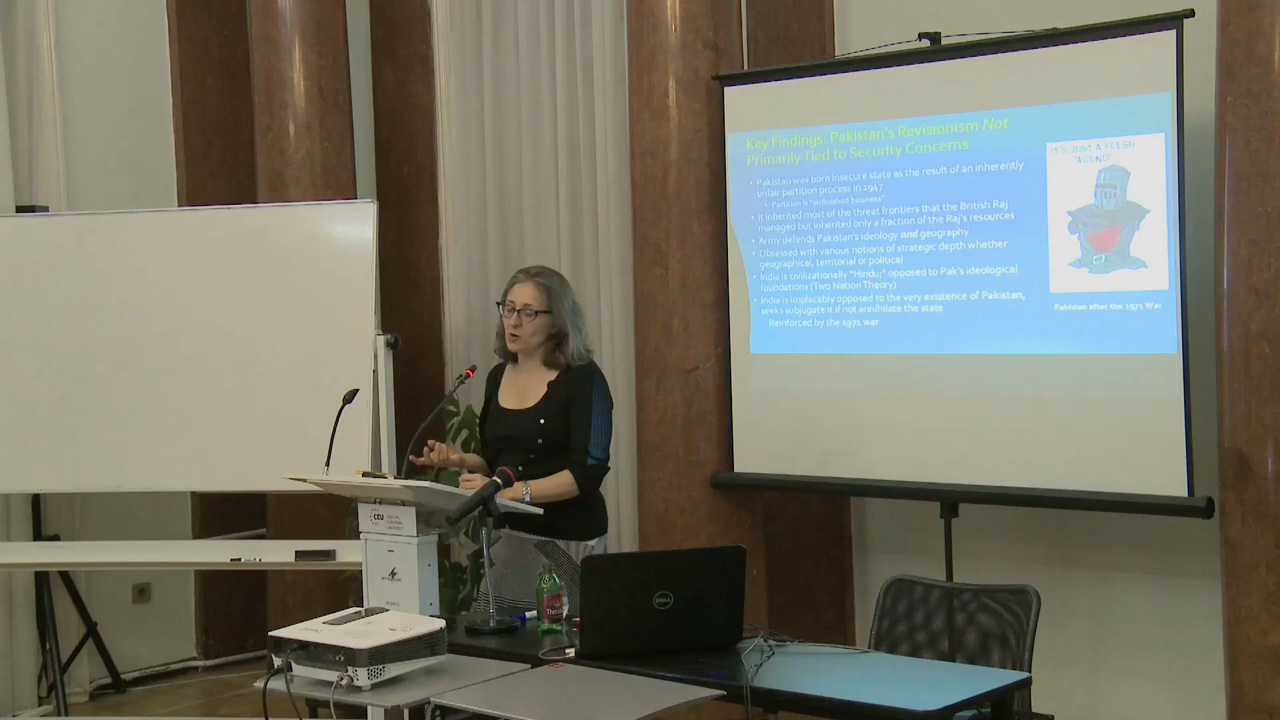 Key Findings: Pakistan's Revisionism Not
Primarily Tied to Security Concerns
• Pakistan was born insecure state as the result of an inherently
unfair partition process in 1947
Partition is "unfinished business"
• It inherited most of the threat frontiers that the British Raj
managed but inherited only a fraction of the Raj's resources
• Army defends Pakistan's ideology and geography
• Obsessed with various notions of strategic depth whether
geographical, territorial or political
• India is civilizationally "Hindu;" opposed to Pak's ideological
foundations (Two Nation Theory)
• India is implacably opposed to the very existence of Pakistan,
seeks subjugate it if not annihilate the state
Reinforced by the 1971 war
IT'S JUST A FLESH
WOUND!
Pakistan after the 1971 War
CEU
DELL